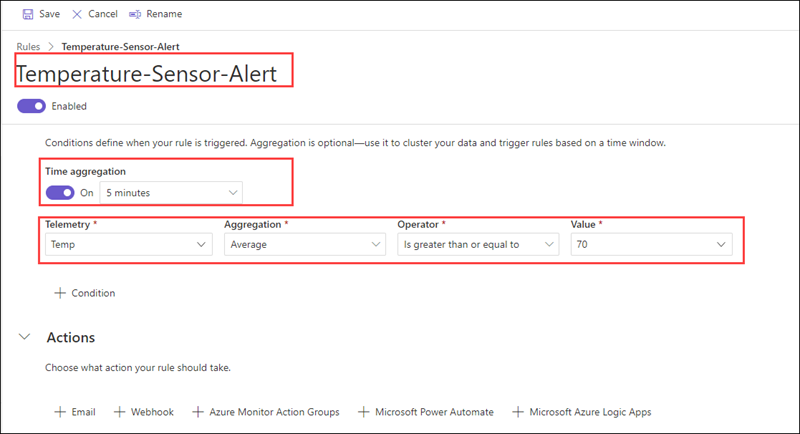 Save Cancel Rename
Rules > Temperature-Sensor-Alert
Temperature-Sensor-Alert
Enabled
Conditions define when your rule is triggered. Aggregation is optional—use it to cluster your data and trigger rules based on a time window.
Time aggregation
On 5 minutes
Telemetry * Aggregation * Operator * Value *
Temp Average Is greater than or equal to 70
+ Condition
Actions
Choose what action your rule should take.
+ Email + Webhook + Azure Monitor Action Groups + Microsoft Power Automate + Microsoft Azure Logic Apps